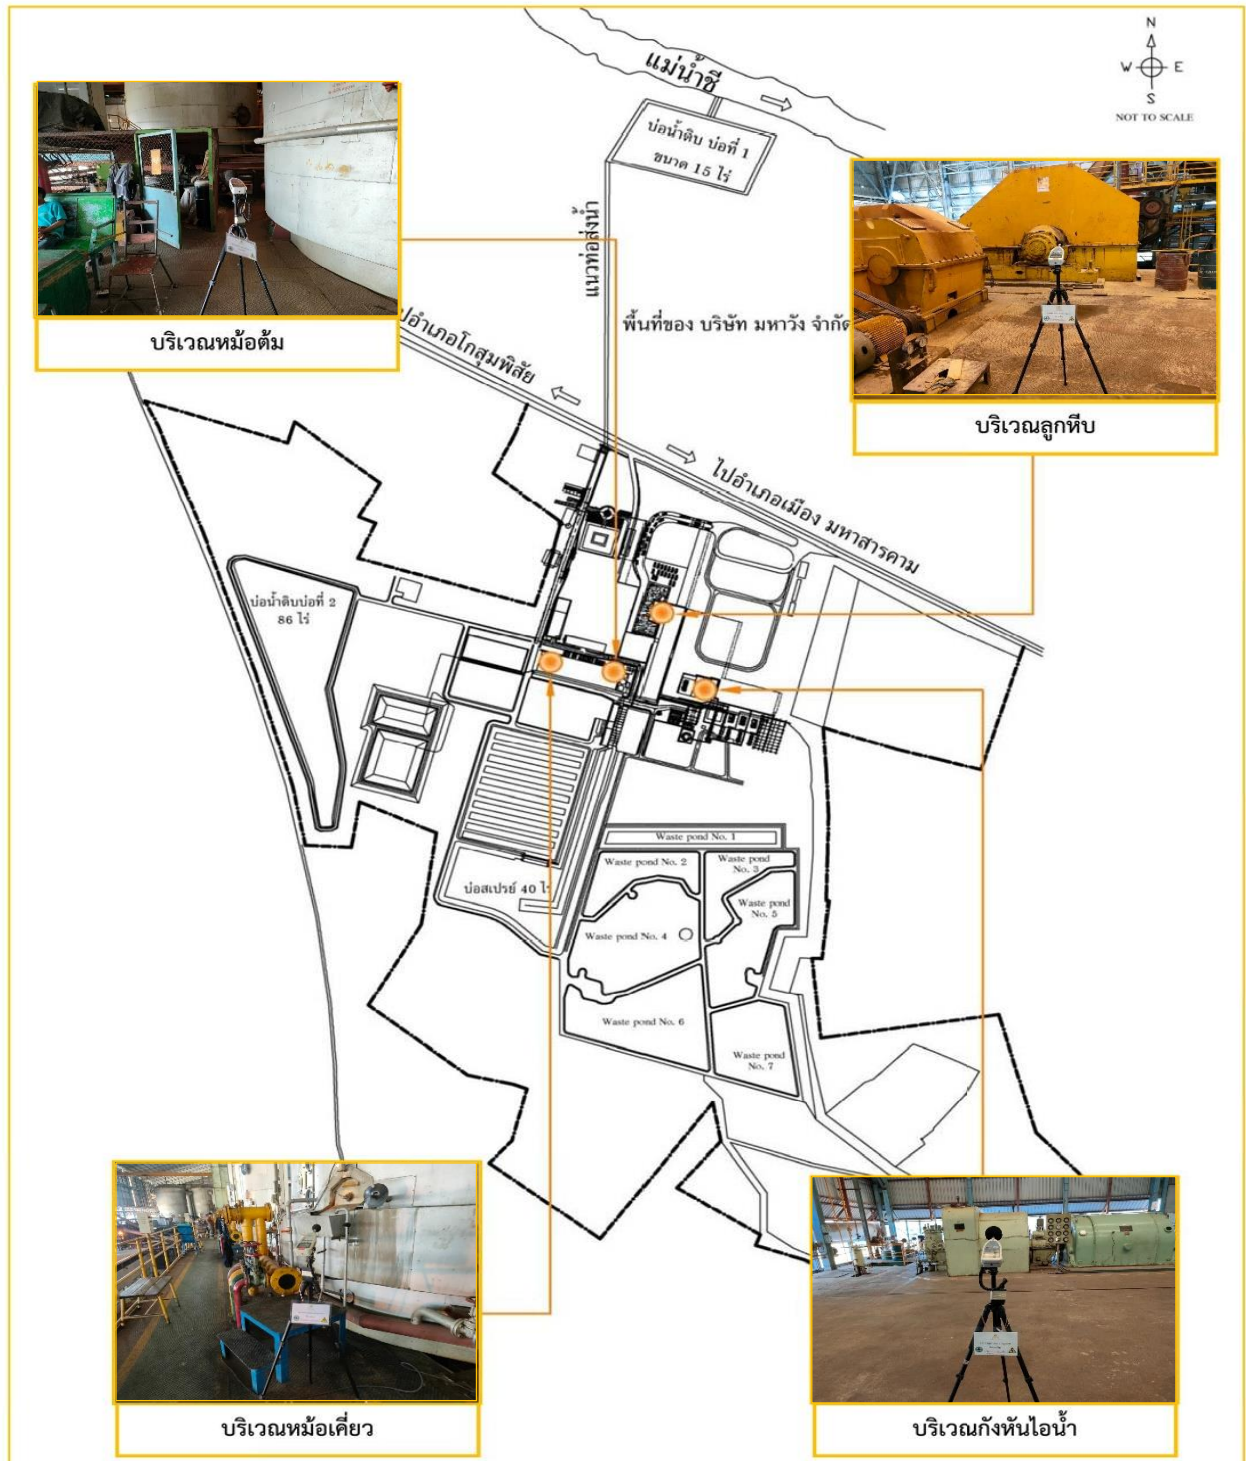 แม่น้ำชี
N
W
E
S
NOT TO SCALE
บ่อน้ำดิบ บ่อที่ 1
ขนาด 15 ไร่
แนวท่อส่งน้ำ
บริเวณหม้อต้ม
พื้นที่ของ บริษัท มหาวัง จำกัด
ปอำเภอโกสุมพิสัย
บริเวณลูกหีบ
ไปอำเภอเมือง มหาสารคาม
บ่อน้ำดิบบ่อที่ 2
86 ไร่
Waste pond No. 1
Waste pond No. 2
Waste pond
No. 3
บ่อสเปรย์ 40 ไร
Waste pond
No. 5
Waste pond No. 4
Waste pond No. 6
Waste pond
No. 7
บริเวณหม้อเคี่ยว
บริเวณกังหันไอน้ำ